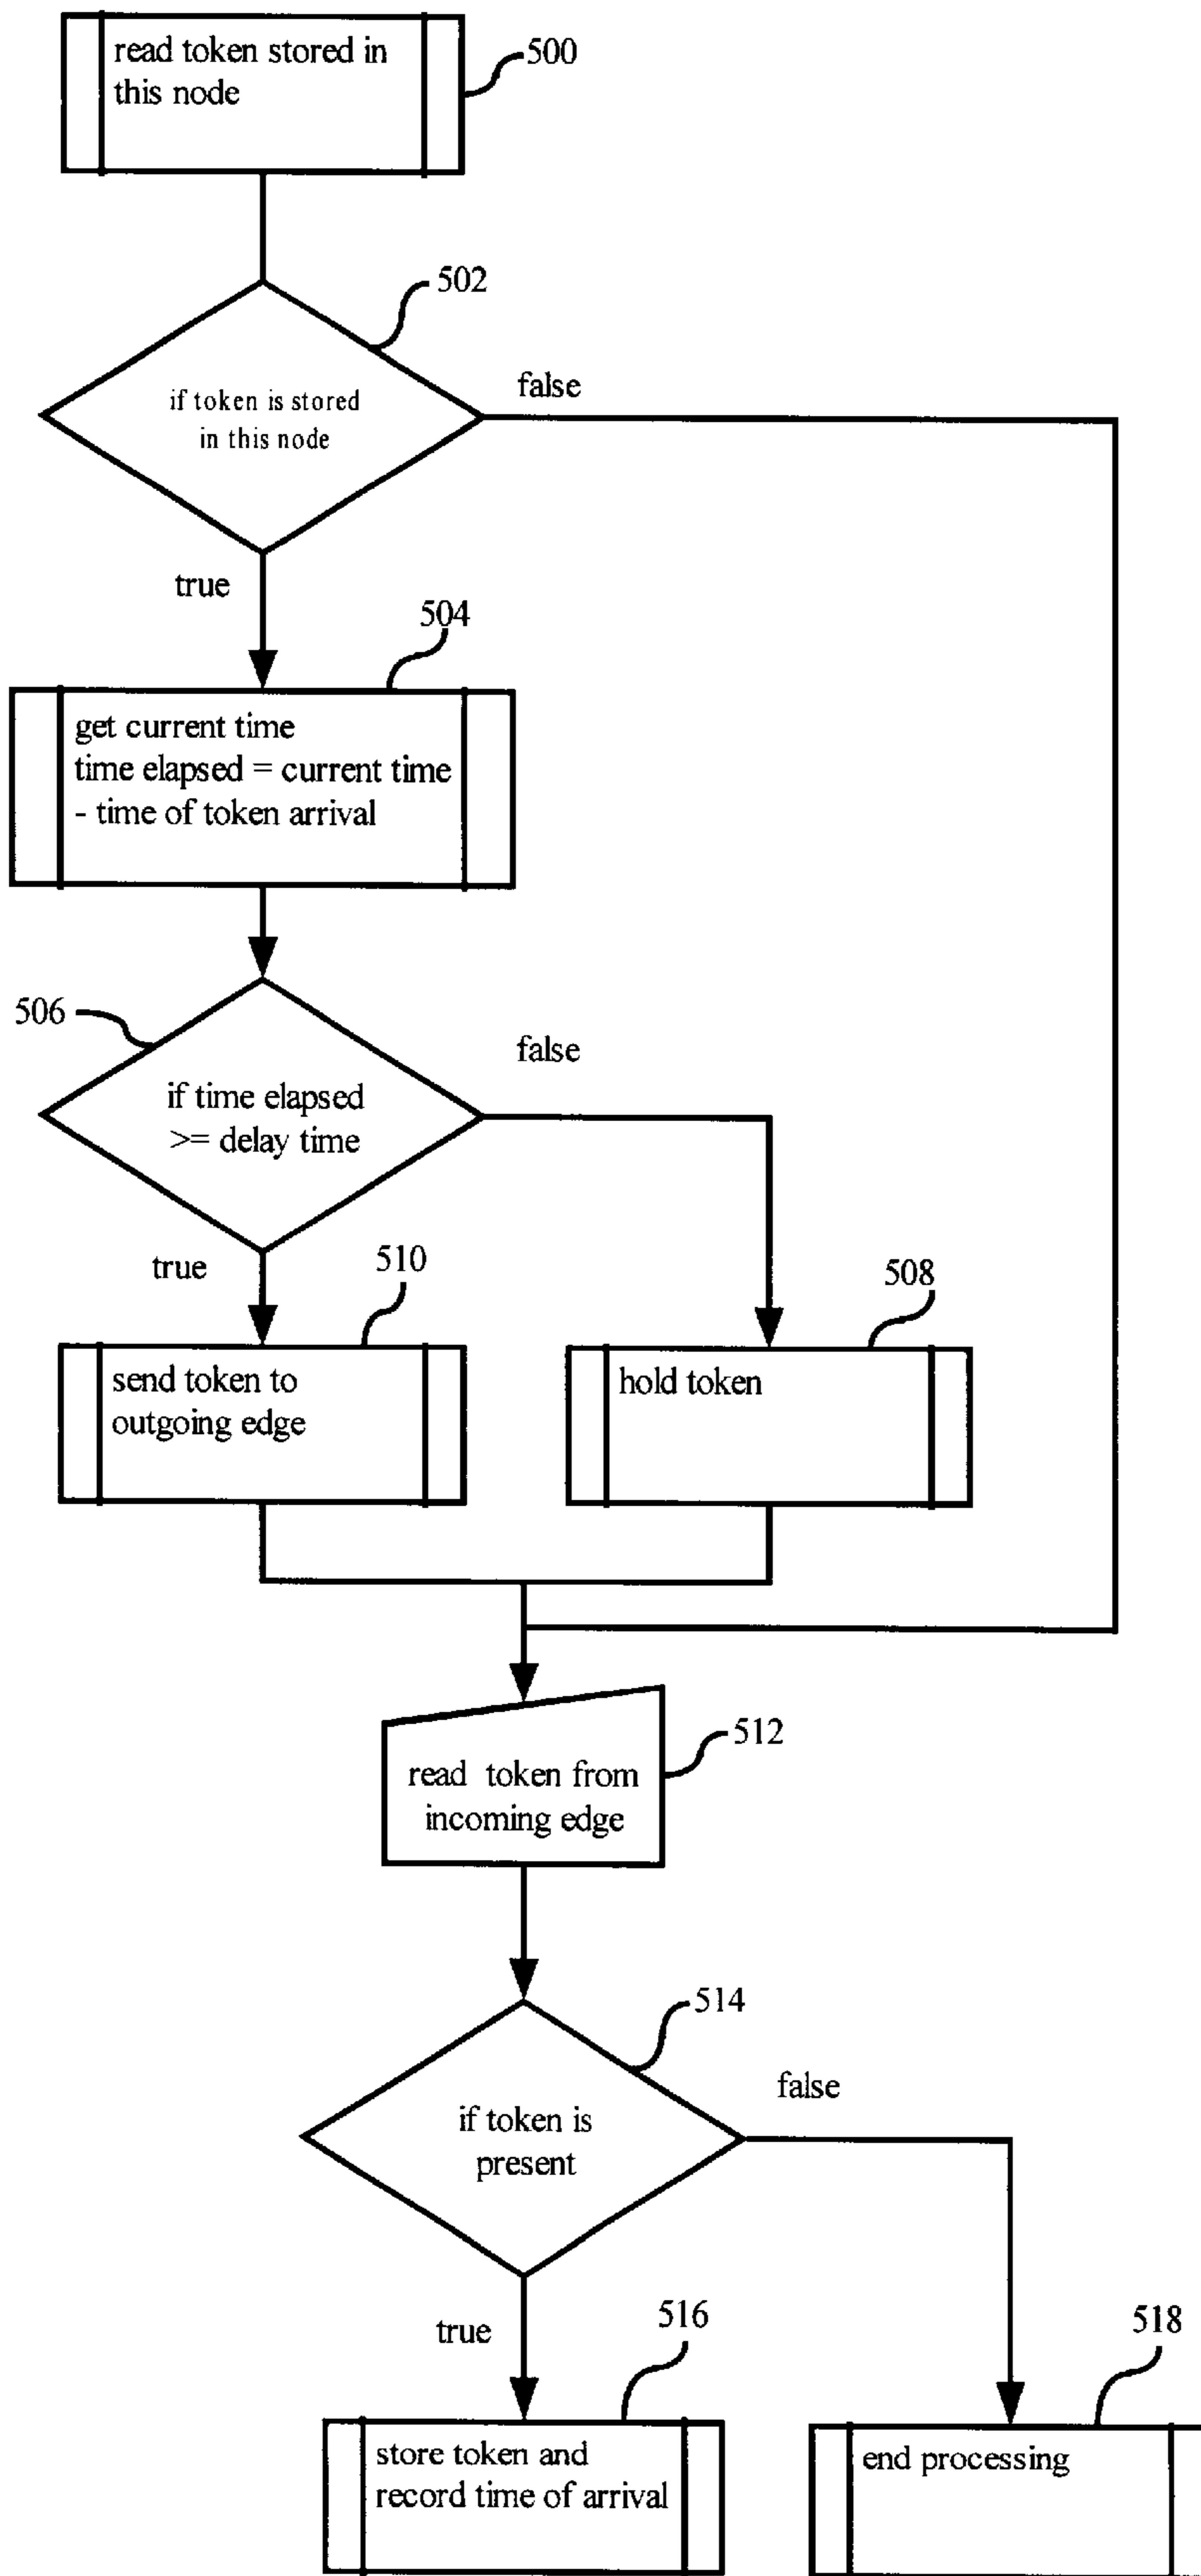 read token stored in
this node
500
502
if token is stored
in this node
false
true
504
get current time
time elapsed = current time
- time of token arrival
506
if time elapsed
>= delay time
false
true
510
508
send token to
outgoing edge
hold token
512
read token from
incoming edge
514
if token is
present
false
true
516
518
store token and
record time of arrival
end processing